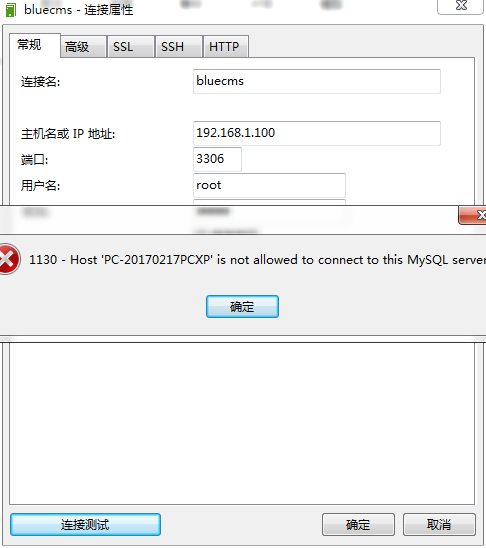 bluecms - 连接属性
常规 高级 SSL SSH HTTP
连接名: bluecms
主机名或 IP 地址: 192.168.1.100
端口: 3306
用户名: root
1130 - Host 'PC-20170217PCXP' is not allowed to connect to this MySQL server
确定
连接测试 确定 取消